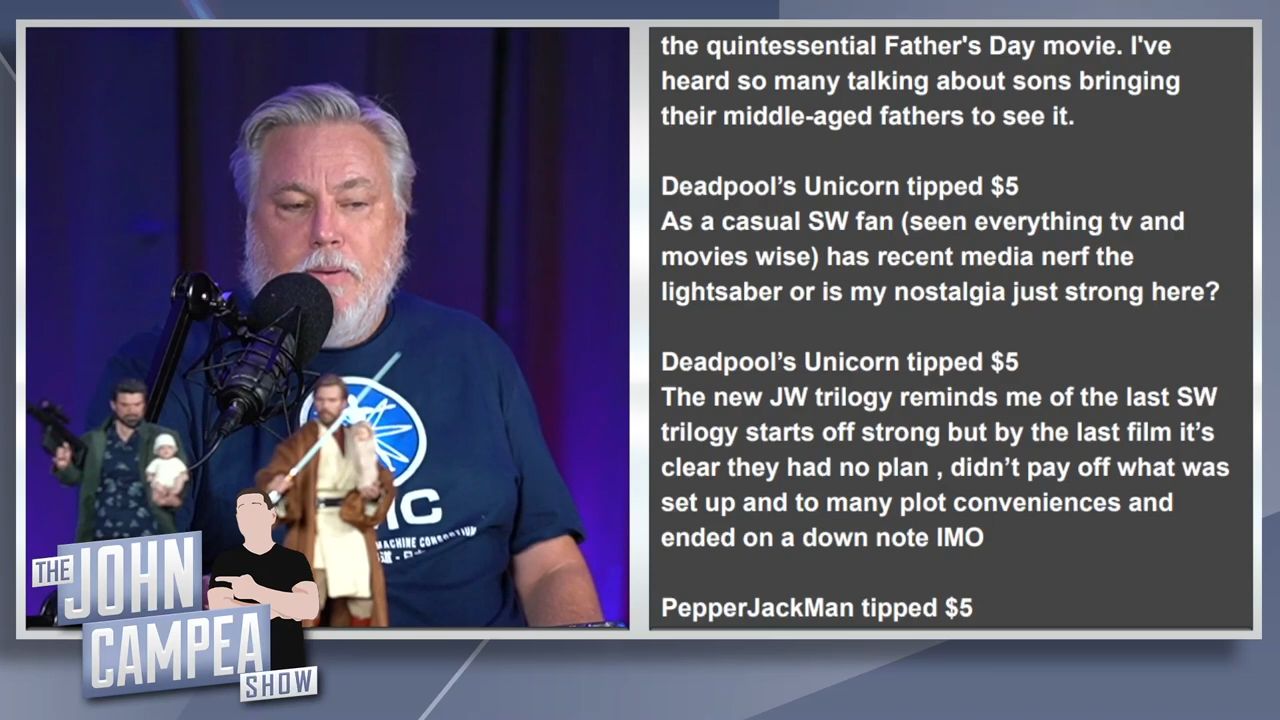 the quintessential Father's Day movie. I've
heard so many talking about sons bringing
their middle-aged fathers to see it.
Deadpool’s Unicorn tipped $5
As a casual SW fan (seen everything tv and
movies wise) has recent media nerf the
lightsaber or is my nostalgia just strong here?
Deadpool’s Unicorn tipped $5
The new JW trilogy reminds me of the last SW
trilogy starts off strong but by the last film it’s
clear they had no plan , didn’t pay off what was
set up and to many plot conveniences and
ended on a down note IMO
PepperJackMan tipped $5
MACHINE CONSORTIUM
THE
JOHN
CAMPEA
SHOW